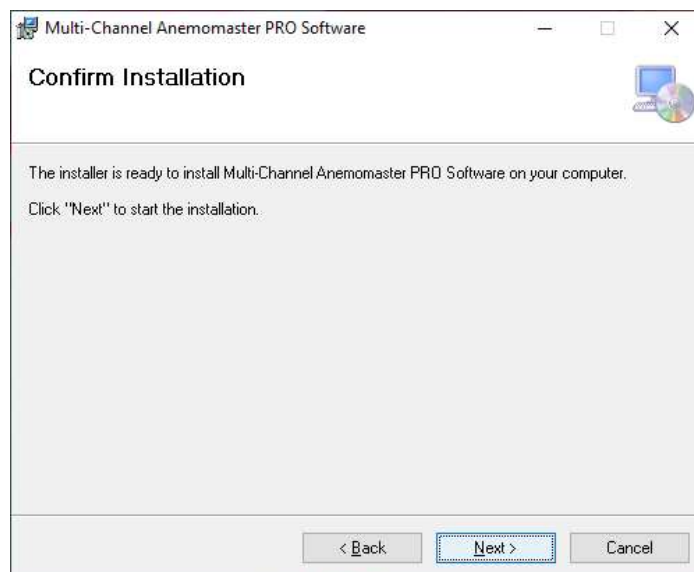 Multi-Channel Anemomaster PRO Software
Confirm Installation
The installer is ready to install Multi-Channel Anemomaster PRO Software on your computer.
Click "Next" to start the installation.
< Back
Next >
Cancel